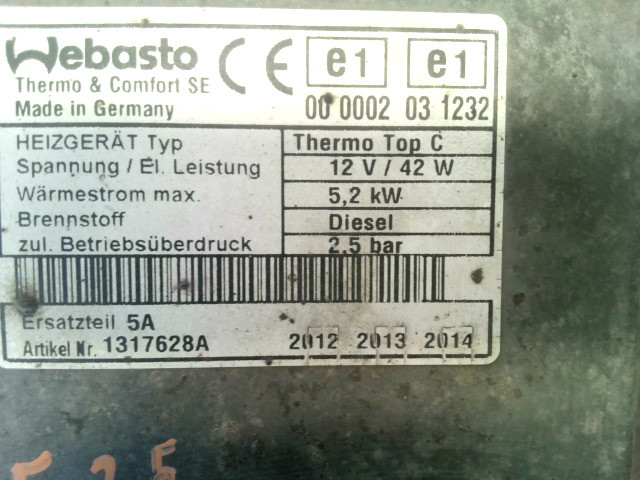 Webasto
Thermo & Comfort SE
Made in Germany
CE e1 e1
00 0002 03 1232
HEIZGERÄT Typ Thermo Top C
Spannung / El. Leistung 12 V / 42 W
Wärmestrom max. 5,2 kW
Brennstoff Diesel
zul. Betriebsüberdruck 2,5 bar
Ersatzteil 5A
Artikel Nr. 1317628A 2012 2013 2014